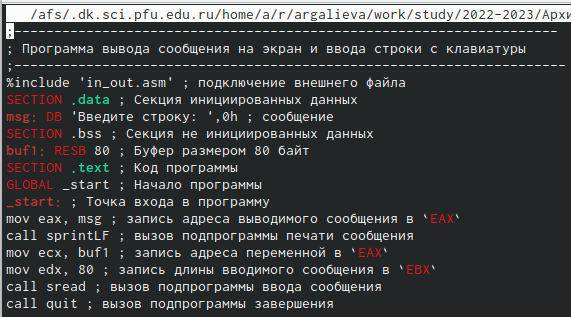 /afs/.dk.sci.pfu.edu.ru/home/a/r/argalieva/work/study/2022-2023/Архи
;--------------------------------------------------------------------
; Программа вывода сообщения на экран и ввода строки с клавиатуры
;---------------------------------------------------------------------
%include 'in_out.asm' ; подключение внешнего файла
SECTION .data ; Секция инициированных данных
msg: DB 'Введите строку: ',0h ; сообщение
SECTION .bss ; Секция не инициированных данных
buf1: RESB 80 ; Буфер размером 80 байт
SECTION .text ; Код программы
GLOBAL _start ; Начало программы
_start: ; Точка входа в программу
mov eax, msg ; запись адреса выводимого сообщения в `EAX`
call sprintLF ; вызов подпрограммы печати сообщения
mov ecx, buf1 ; запись адреса переменной в `EAX`
mov edx, 80 ; запись длины вводимого сообщения в `EBX`
call sread ; вызов подпрограммы ввода сообщения
call quit ; вызов подпрограммы завершения